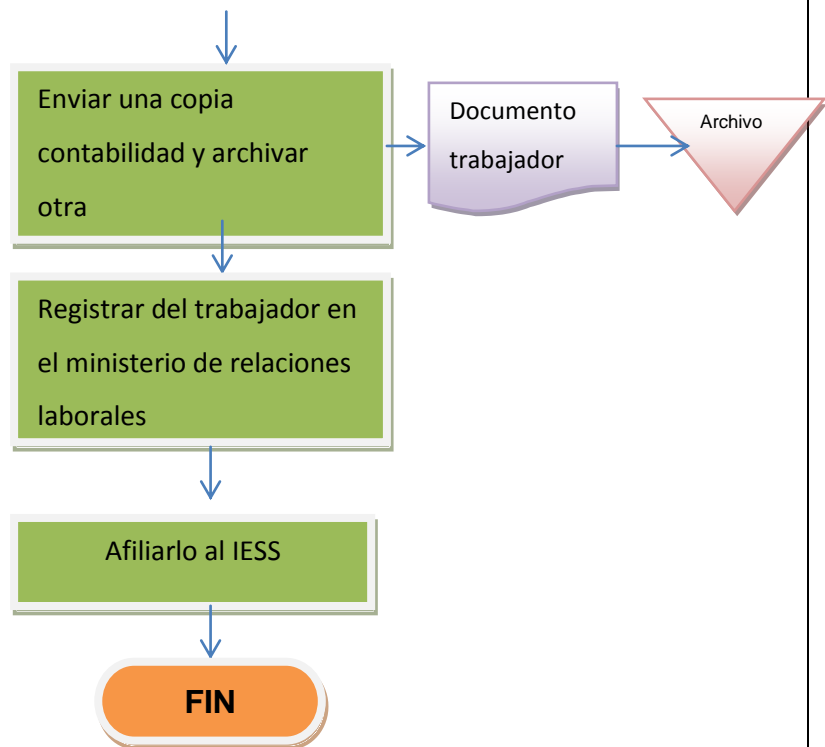 Enviar una copia
contabilidad y archivar
otra
Documento
trabajador
Archivo
Registrar del trabajador en
el ministerio de relaciones
laborales
Afiliarlo al IESS
FIN